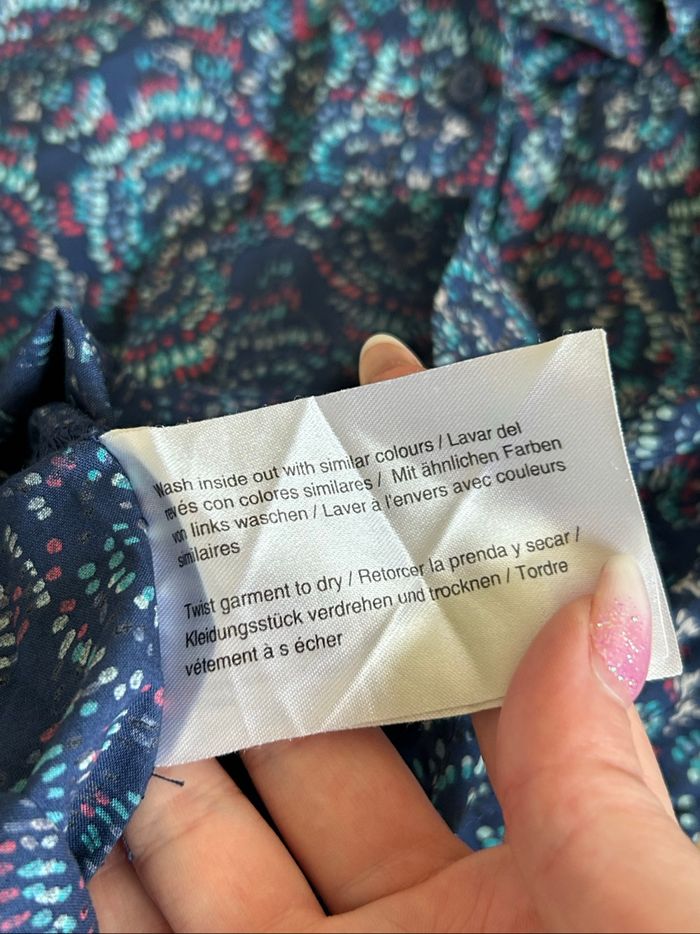 Wash inside out with similar colours / Lavar del
revés con colores similares / Mit ähnlichen Farben
von links waschen / Laver à l'envers avec couleurs
similaires
Twist garment to dry / Retorcer la prenda y secar /
Kleidungsstück verdrehen und trocknen / Tordre
vétement à s écher